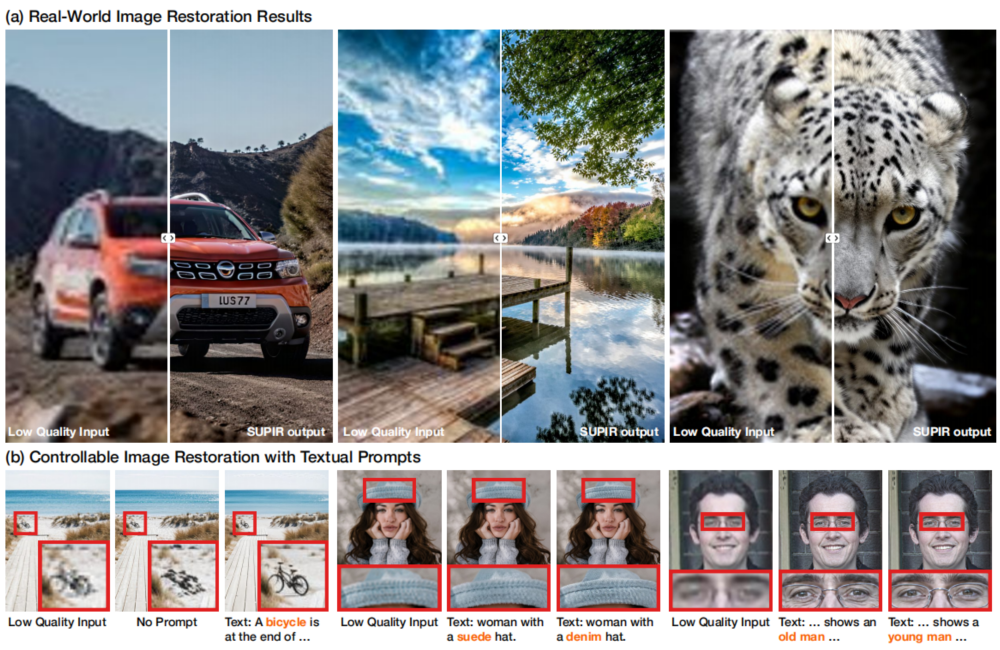 (a) Real-World Image Restoration Results
LUS77
Low Quality Input
SUPIR output
Low Quality Input
SUPIR output
Low Quality Input
SUPIR output
(b) Controllable Image Restoration with Textual Prompts
Low Quality Input
No Prompt
Text: A bicycle is
at the end of ...
Low Quality Input
Text: woman with
a suede hat.
Text: woman with
a denim hat.
Low Quality Input
Text: ... shows an
old man ...
Text: ... shows a
young man ...